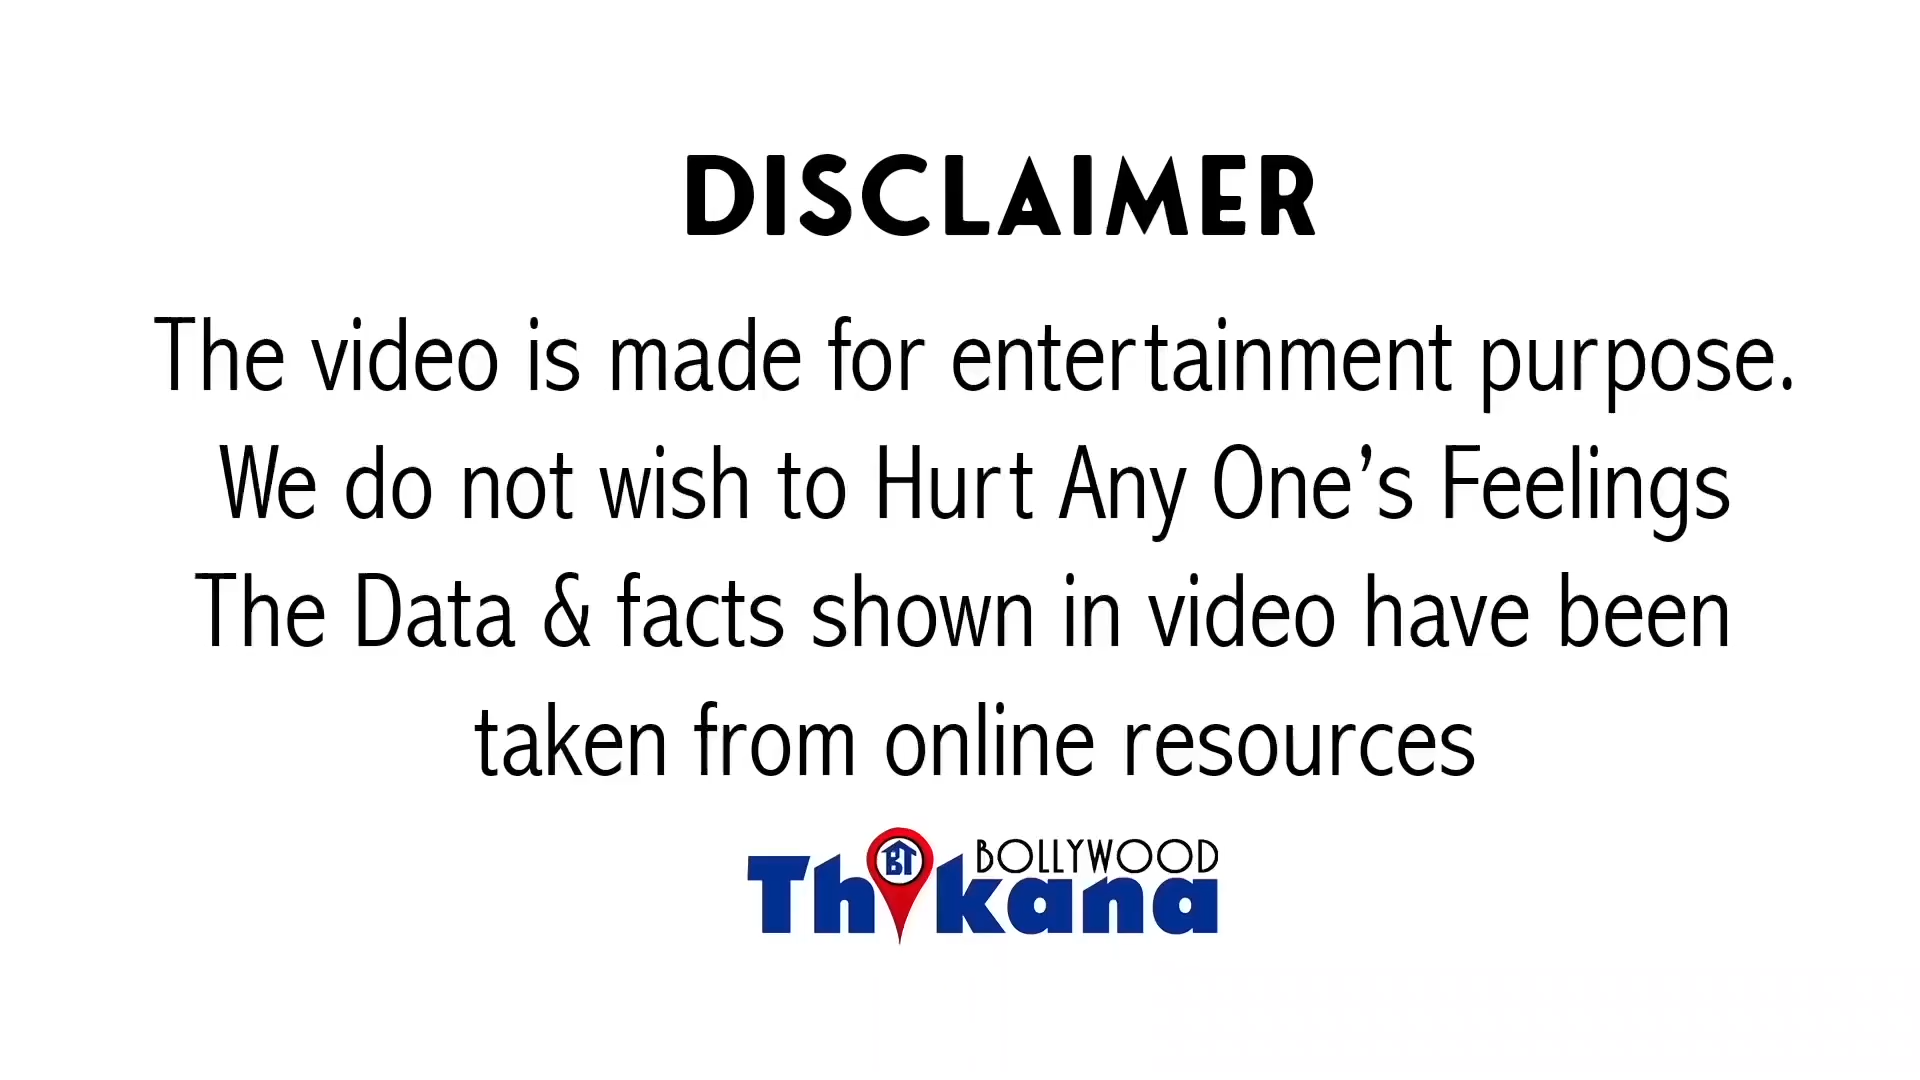 DISCLAIMER
The video is made for entertainment purpose.
We do not wish to Hurt Any One’s Feelings
The Data & facts shown in video have been
taken from online resources
BT
BOLLYWOOD
Thikana